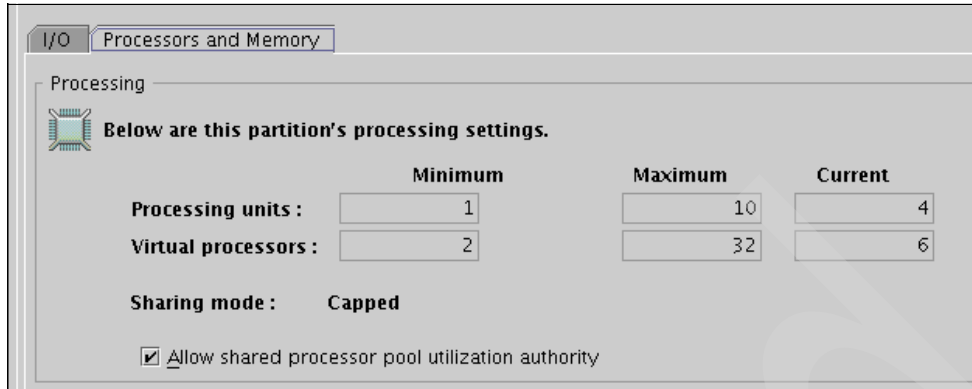 I/O Processors and Memory
Processing
Below are this partition's processing settings.
Minimum Maximum Current
Processing units : 1 10 4
Virtual processors : 2 32 6
Sharing mode : Capped
Allow shared processor pool utilization authority